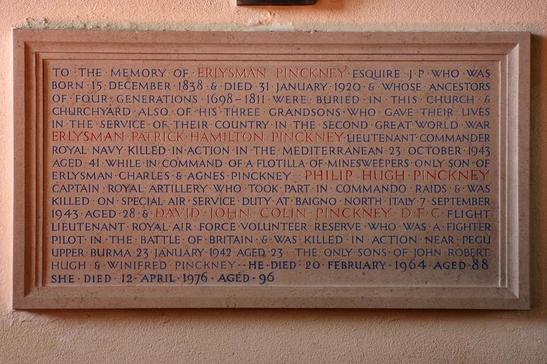 TO THE MEMORY OF ERLYSMAN PINCKNEY ESQUIRE J P WHO WAS
BORN 15 DECEMBER 1838 & DIED 31 JANUARY 1920 & WHOSE ANCESTORS
OF FOUR GENERATIONS 1698-1811 WERE BURIED IN THIS CHURCH &
CHURCHYARD ALSO OF HIS THREE GRANDSONS WHO GAVE THEIR LIVES
IN THE SERVICE OF THEIR COUNTRY IN THE SECOND GREAT WORLD WAR
ERLYSMAN PATRICK HAMILTON PINCKNEY LIEUTENANT COMMANDER
ROYAL NAVY KILLED IN ACTION IN THE MEDITERRANEAN 23 OCTOBER 1943
AGED 41 WHILE IN COMMAND OF A FLOTILLA OF MINESWEEPERS ONLY SON OF
ERLYSMAN CHARLES & AGNES PINCKNEY PHILIP HUGH PINCKNEY
CAPTAIN ROYAL ARTILLERY WHO TOOK PART IN COMMANDO RAIDS & WAS
KILLED ON SPECIAL AIR SERVICE DUTY AT BAIGNO NORTH ITALY 7 SEPTEMBER
1943 AGED 28 & DAVID JOHN COLIN PINCKNEY D F C FLIGHT
LIEUTENANT ROYAL AIR FORCE VOLUNTEER RESERVE WHO WAS A FIGHTER
PILOT IN THE BATTLE OF BRITAIN & WAS KILLED IN ACTION NEAR PEGU
UPPER BURMA 23 JANUARY 1942 AGED 23 THE ONLY SONS OF JOHN ROBERT
HUGH & WINIFRED PINCKNEY HE DIED 20 FEBRUARY 1964 AGED 88
SHE DIED 12 APRIL 1976 AGED 96